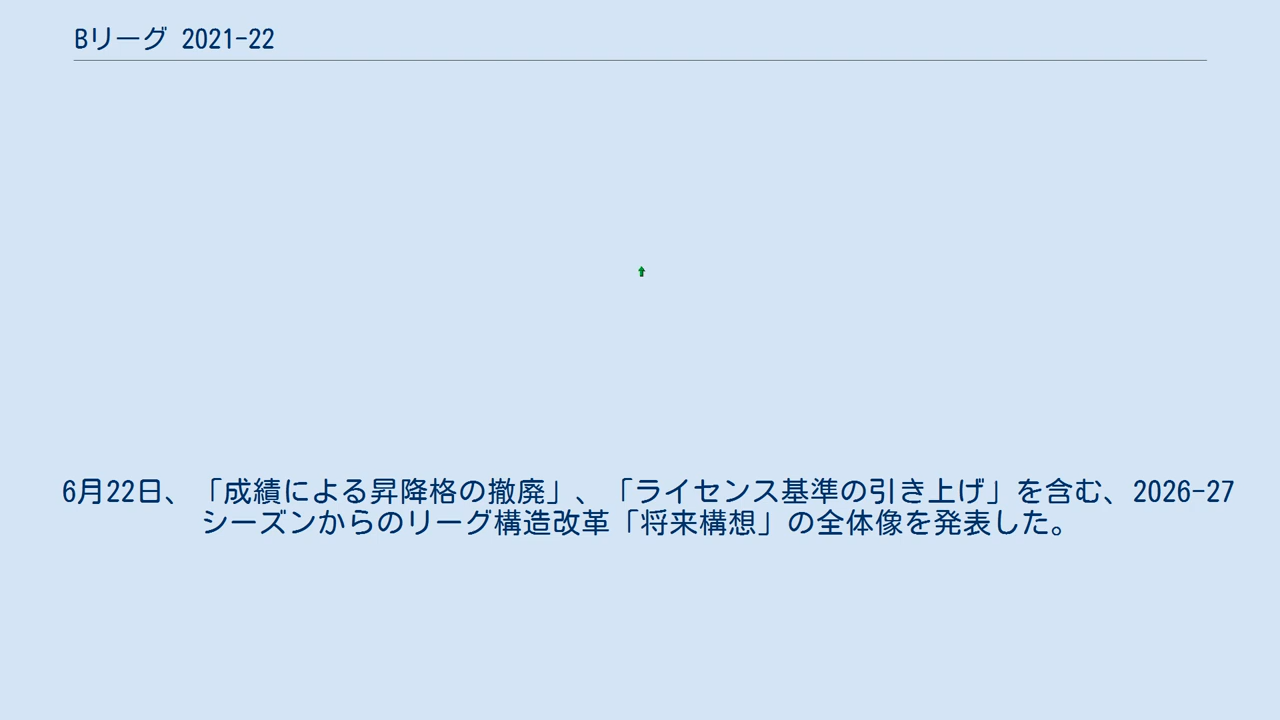 Bリーグ 2021-22
6月22日、「成績による昇降格の撤廃」、「ライセンス基準の引き上げ」を含む、2026-27
シーズンからのリーグ構造改革「将来構想」の全体像を発表した。